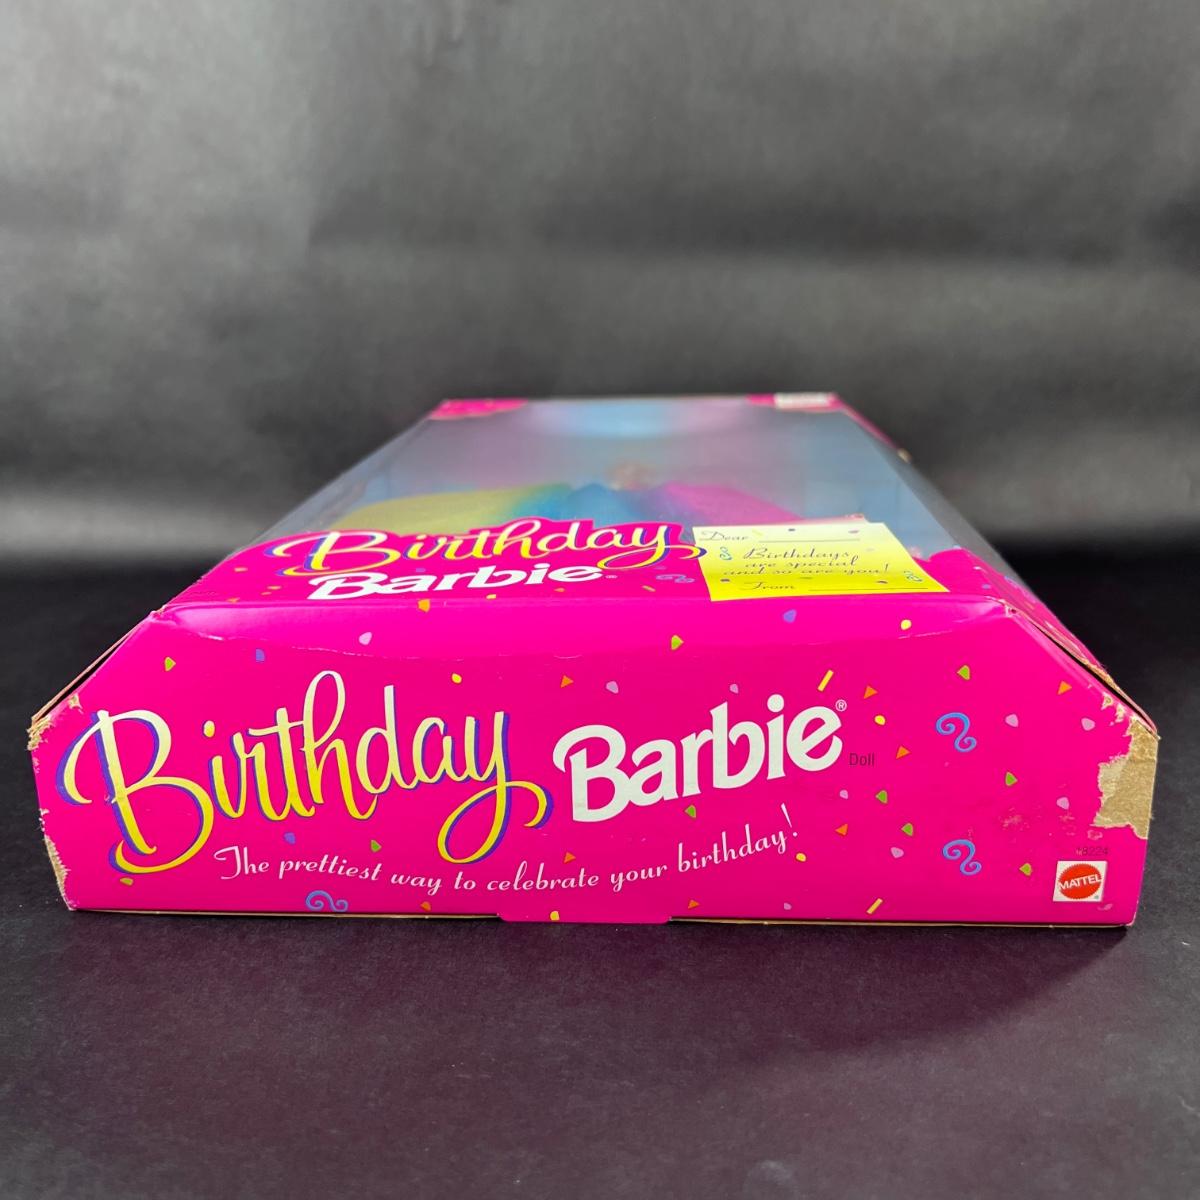 Birthday
Barbie®
Dear
Birthdays
are special
and so are you!
From
Birthday Barbie® Doll
The prettiest way to celebrate your birthday!
18224
MATTEL